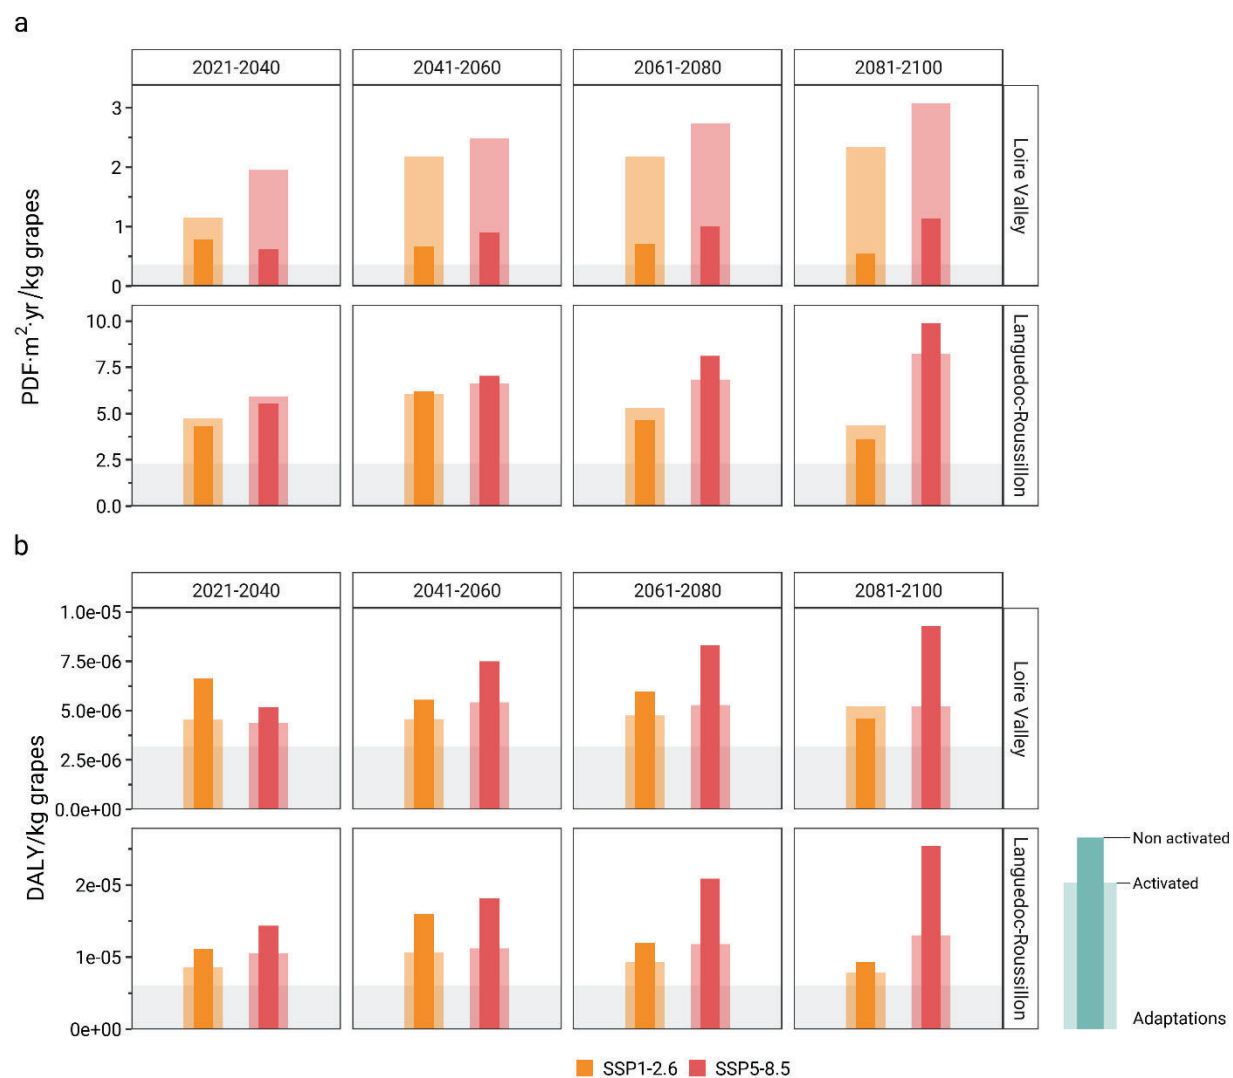 a
2021-2040 2041-2060 2061-2080 2081-2100
PDF·m²·yr/kg grapes
3
2
1
0
Loire Valley
10.0
7.5
5.0
2.5
0.0
Languedoc-Roussillon
b
2021-2040 2041-2060 2061-2080 2081-2100
DALY/kg grapes
1.0e-05
7.5e-06
5.0e-06
2.5e-06
0.0e+00
Loire Valley
2e-05
1e-05
0e+00
Languedoc-Roussillon
Non activated
Activated
Adaptations
SSP1-2.6 SSP5-8.5